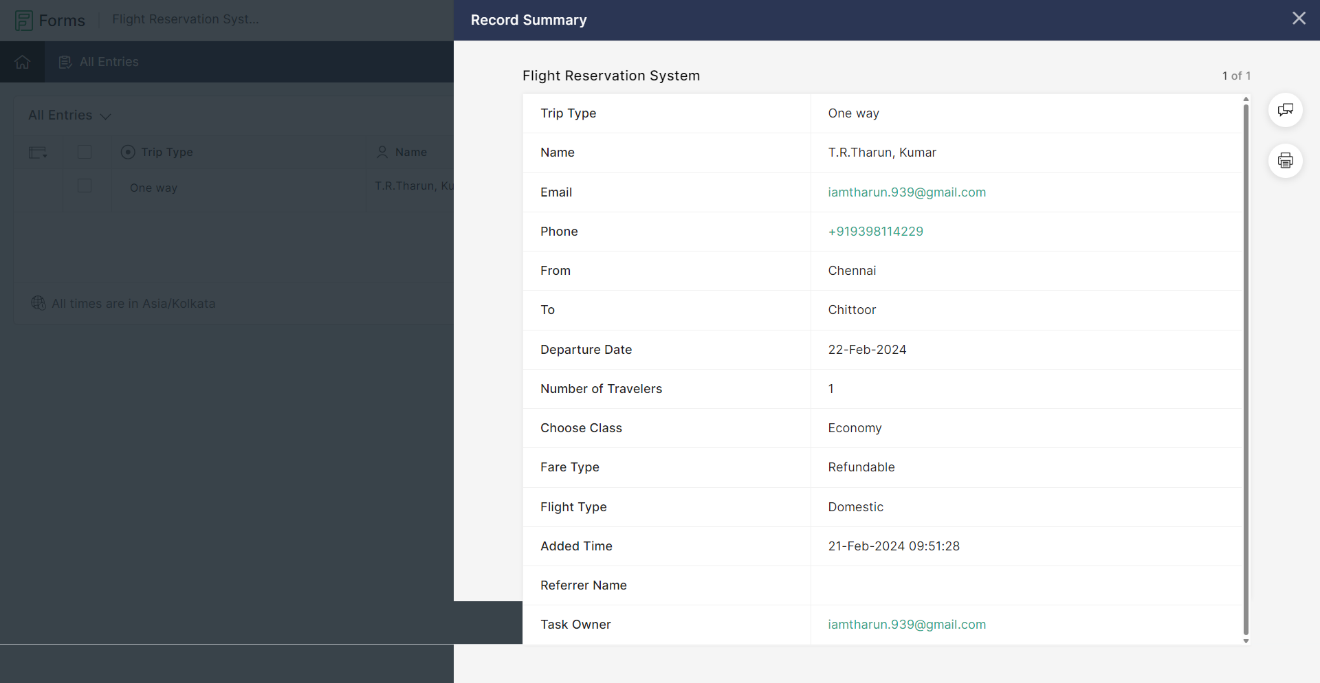 Forms
Flight Reservation Syst...
All Entries
All Entries
Trip Type Name
One way T.R.Tharun, Ku
All times are in Asia/Kolkata
Record Summary
Flight Reservation System 1 of 1
Trip Type One way
Name T.R.Tharun, Kumar
Email iamtharun.939@gmail.com
Phone +919398114229
From Chennai
To Chittoor
Departure Date 22-Feb-2024
Number of Travelers 1
Choose Class Economy
Fare Type Refundable
Flight Type Domestic
Added Time 21-Feb-2024 09:51:28
Referrer Name
Task Owner iamtharun.939@gmail.com